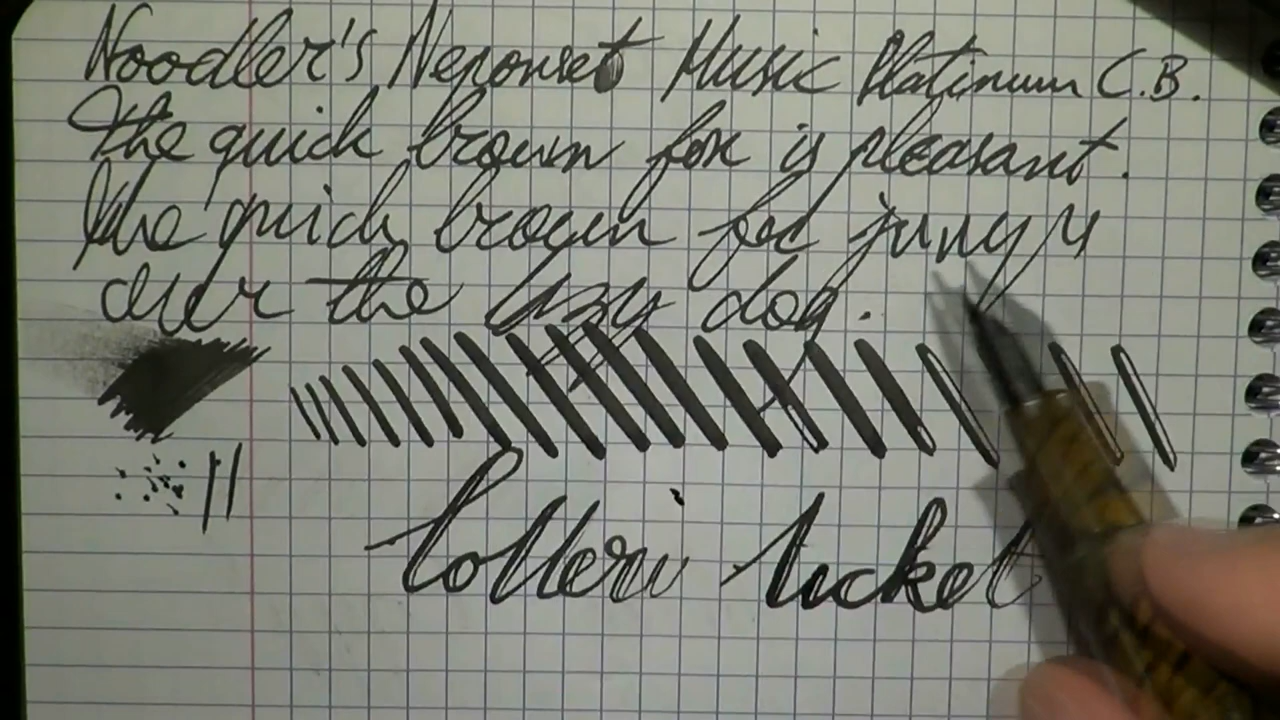 Noodler's Neponset Music Platinum C.B.
The quick brown fox is pleasant.
The quick brown fox jumps
over the lazy dog.
ticket